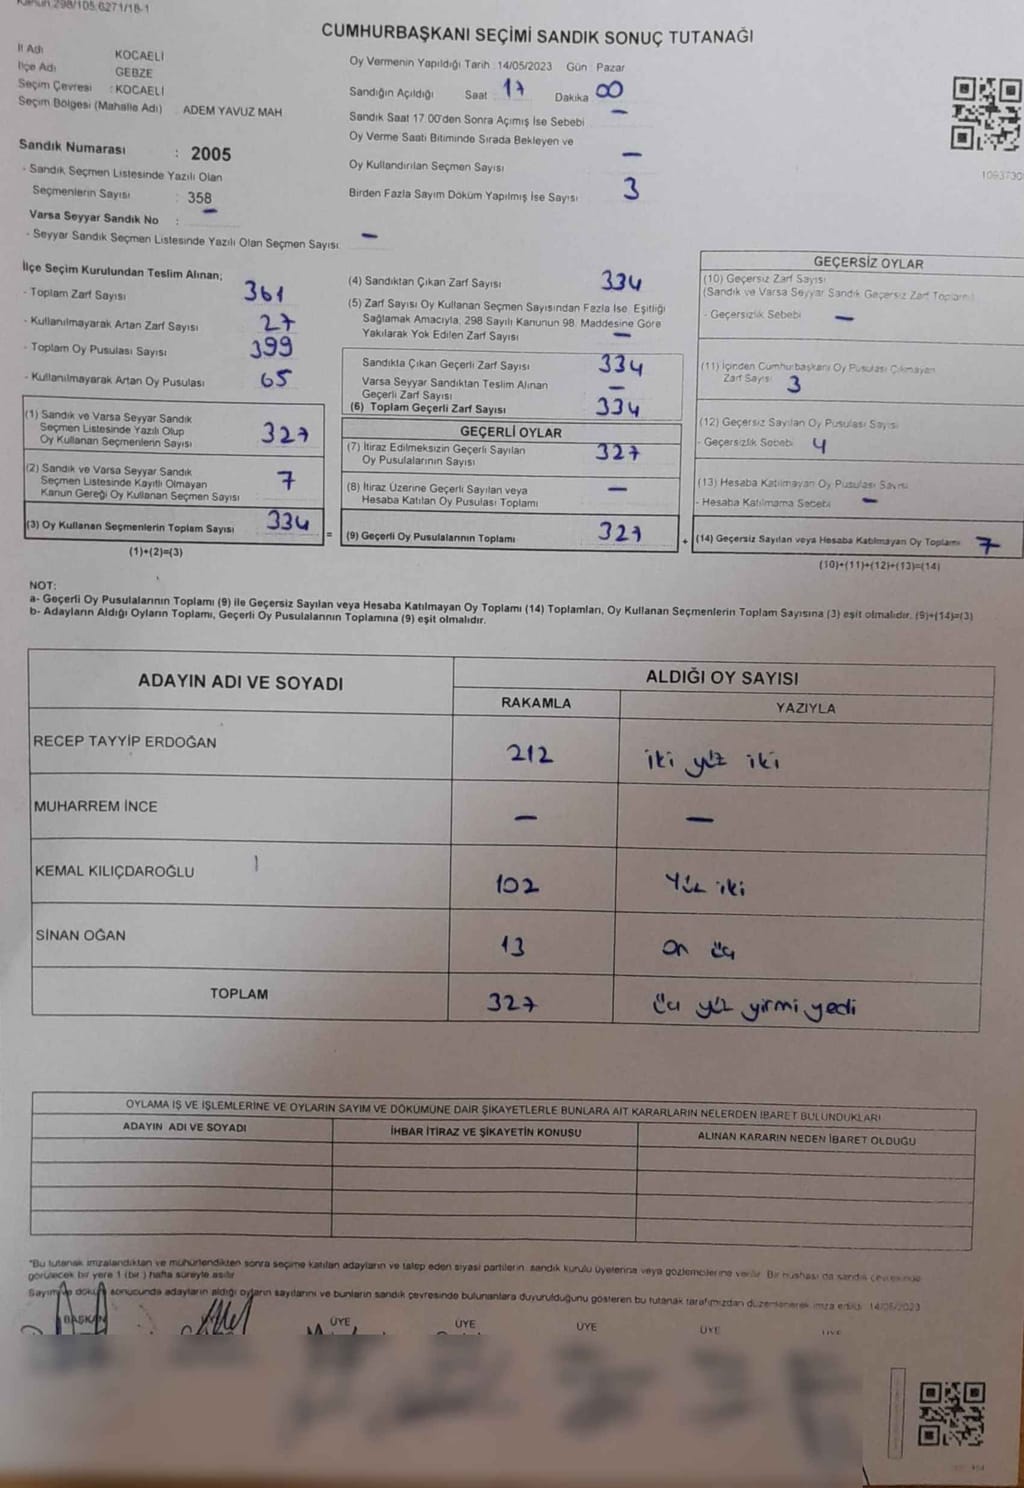 Kanun:298/105,6271/18-1
CUMHURBAŞKANI SEÇİMİ SANDIK SONUÇ TUTANAĞI
İl Adı KOCAELİ
İlçe Adı GEBZE
Seçim Çevresi : KOCAELİ
Seçim Bölgesi (Mahalle Adı) . ADEM YAVUZ MAH
Sandık Numarası : 2005
- Sandık Seçmen Listesinde Yazılı Olan
Seçmenlerin Sayısı : 358
Varsa Seyyar Sandık No : –
- Seyyar Sandık Seçmen Listesinde Yazılı Olan Seçmen Sayısı –
Oy Vermenin Yapıldığı Tarih :14/05/2023 Gün : Pazar
Sandığın Açıldığı Saat 17 Dakika 00
Sandık Saat 17.00'den Sonra Açımış İse Sebebi –
Oy Verme Saati Bitiminde Sırada Bekleyen ve
Oy Kullandırılan Seçmen Sayısı –
Birden Fazla Sayım Döküm Yapılmış İse Sayısı 3
İlçe Seçim Kurulundan Teslim Alınan;
- Toplam Zarf Sayısı 361
- Kullanılmayarak Artan Zarf Sayısı 27
- Toplam Oy Pusulası Sayısı 399
- Kullanılmayarak Artan Oy Pusulası 65
(1) Sandık ve Varsa Seyyar Sandık
Seçmen Listesinde Yazılı Olup
Oy Kullanan Seçmenlerin Sayısı 327
(2) Sandık ve Varsa Seyyar Sandık
Seçmen Listesinde Kayıtlı Olmayan
Kanun Gereği Oy Kullanan Seçmen Sayısı 7
(3) Oy Kullanan Seçmenlerin Toplam Sayısı 334
(1)+(2)=(3)
(4) Sandıktan Çıkan Zarf Sayısı 334
(5) Zarf Sayısı Oy Kullanan Seçmen Sayısından Fazla İse, Eşitliği
Sağlamak Amacıyla, 298 Sayılı Kanunun 98. Maddesine Göre
Yakılarak Yok Edilen Zarf Sayısı –
Sandıkta Çıkan Geçerli Zarf Sayısı 334
Varsa Seyyar Sandıktan Teslim Alınan
Geçerli Zarf Sayısı –
(6) Toplam Geçerli Zarf Sayısı 334
GEÇERLİ OYLAR
(7) İtiraz Edilmeksizin Geçerli Sayılan
Oy Pusulalarının Sayısı 327
(8) İtiraz Üzerine Geçerli Sayılan veya
Hesaba Katılan Oy Pusulası Toplamı –
= (9) Geçerli Oy Pusulalarının Toplamı 327
GEÇERSİZ OYLAR
(10) Geçersiz Zarf Sayısı
(Sandık ve Varsa Seyyar Sandık Geçersiz Zarf Toplamı)
- Geçersizlik Sebebi –
(11) İçinden Cumhurbaşkanı Oy Pusulası Çıkmayan
Zarf Sayısı 3
(12) Geçersiz Sayılan Oy Pusulası Sayısı
- Geçersizlik Sebebi 4
(13) Hesaba Katılmayan Oy Pusulası Sayısı
- Hesaba Katılmama Sebebi –
+ (14) Geçersiz Sayılan veya Hesaba Katılmayan Oy Toplamı 7
(10)+(11)+(12)+(13)=(14)
NOT:
a- Geçerli Oy Pusulalarının Toplamı (9) ile Geçersiz Sayılan veya Hesaba Katılmayan Oy Toplamı (14) Toplamları, Oy Kullanan Seçmenlerin Toplam Sayısına (3) eşit olmalıdır. (9)+(14)=(3)
b- Adayların Aldığı Oyların Toplamı, Geçerli Oy Pusulalarının Toplamına (9) eşit olmalıdır.
ADAYIN ADI VE SOYADI ALDIĞI OY SAYISI
RAKAMLA YAZIYLA
RECEP TAYYİP ERDOĞAN 212 iki yüz iki
MUHARREM İNCE – –
KEMAL KILIÇDAROĞLU 102 Yüz iki
SİNAN OĞAN 13 on üç
TOPLAM 327 üç yüz yirmi yedi
OYLAMA İŞ VE İŞLEMLERİNE VE OYLARIN SAYIM VE DÖKÜMÜNE DAİR ŞİKAYETLERLE BUNLARA AİT KARARLARIN NELERDEN İBARET BULUNDUKLARI
ADAYIN ADI VE SOYADI İHBAR İTİRAZ VE ŞİKAYETİN KONUSU ALINAN KARARIN NEDEN İBARET OLDUĞU
"Bu tutanak imzalandıktan ve mühürlendikten sonra seçime katılan adayların ve talep eden siyasi partilerin, sandık kurulu üyelerine veya gözlemcilerine verilir. Bir nüshası da sandık çevresinde
görülecek bir yere 1 (bir ) hafta süreyle asılır
Sayım ve döküm sonucunda adayların aldığı oyların sayılarını ve bunların sandık çevresinde bulunanlara duyurulduğunu gösteren bu tutanak tarafımızdan düzenlenerek imza edildi. 14/05/2023
BAŞKAN ÜYE ÜYE ÜYE ÜYE ÜYE